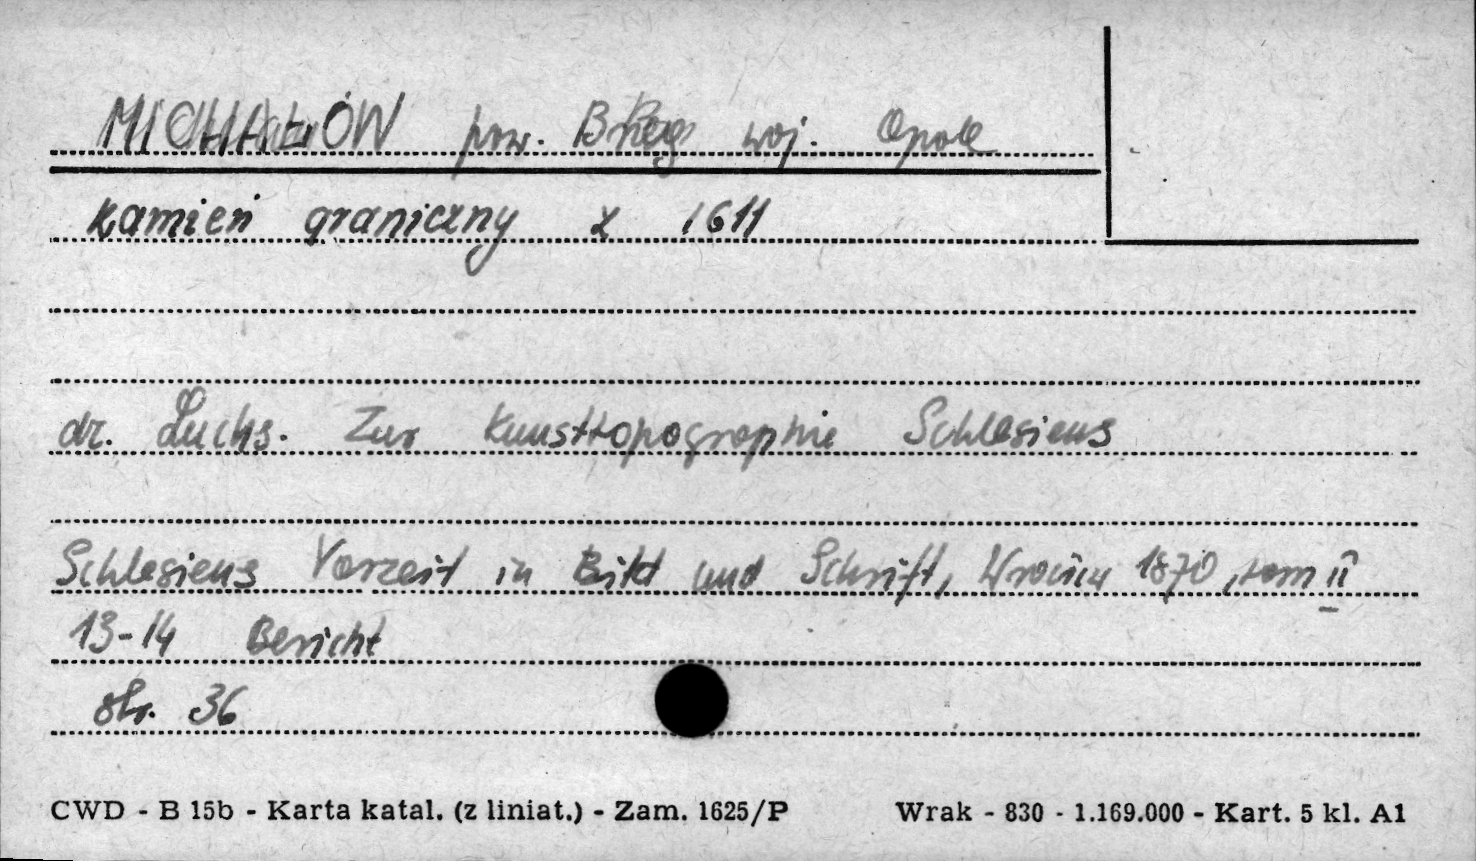 MICHAŁÓW pow. Brzeg woj. Opole
kamień graniczny z 1611
dr. Luchs. Zur Kunsttopographie Schlesiens
Schlesiens Vorzeit in Bild und Schrift, Wrocław 1870, tom II
13-14 Bericht
str. 36
CWD - B 15b - Karta katal. (z liniat.) - Zam. 1625/P Wrak - 830 - 1.169.000 - Kart. 5 kl. A1